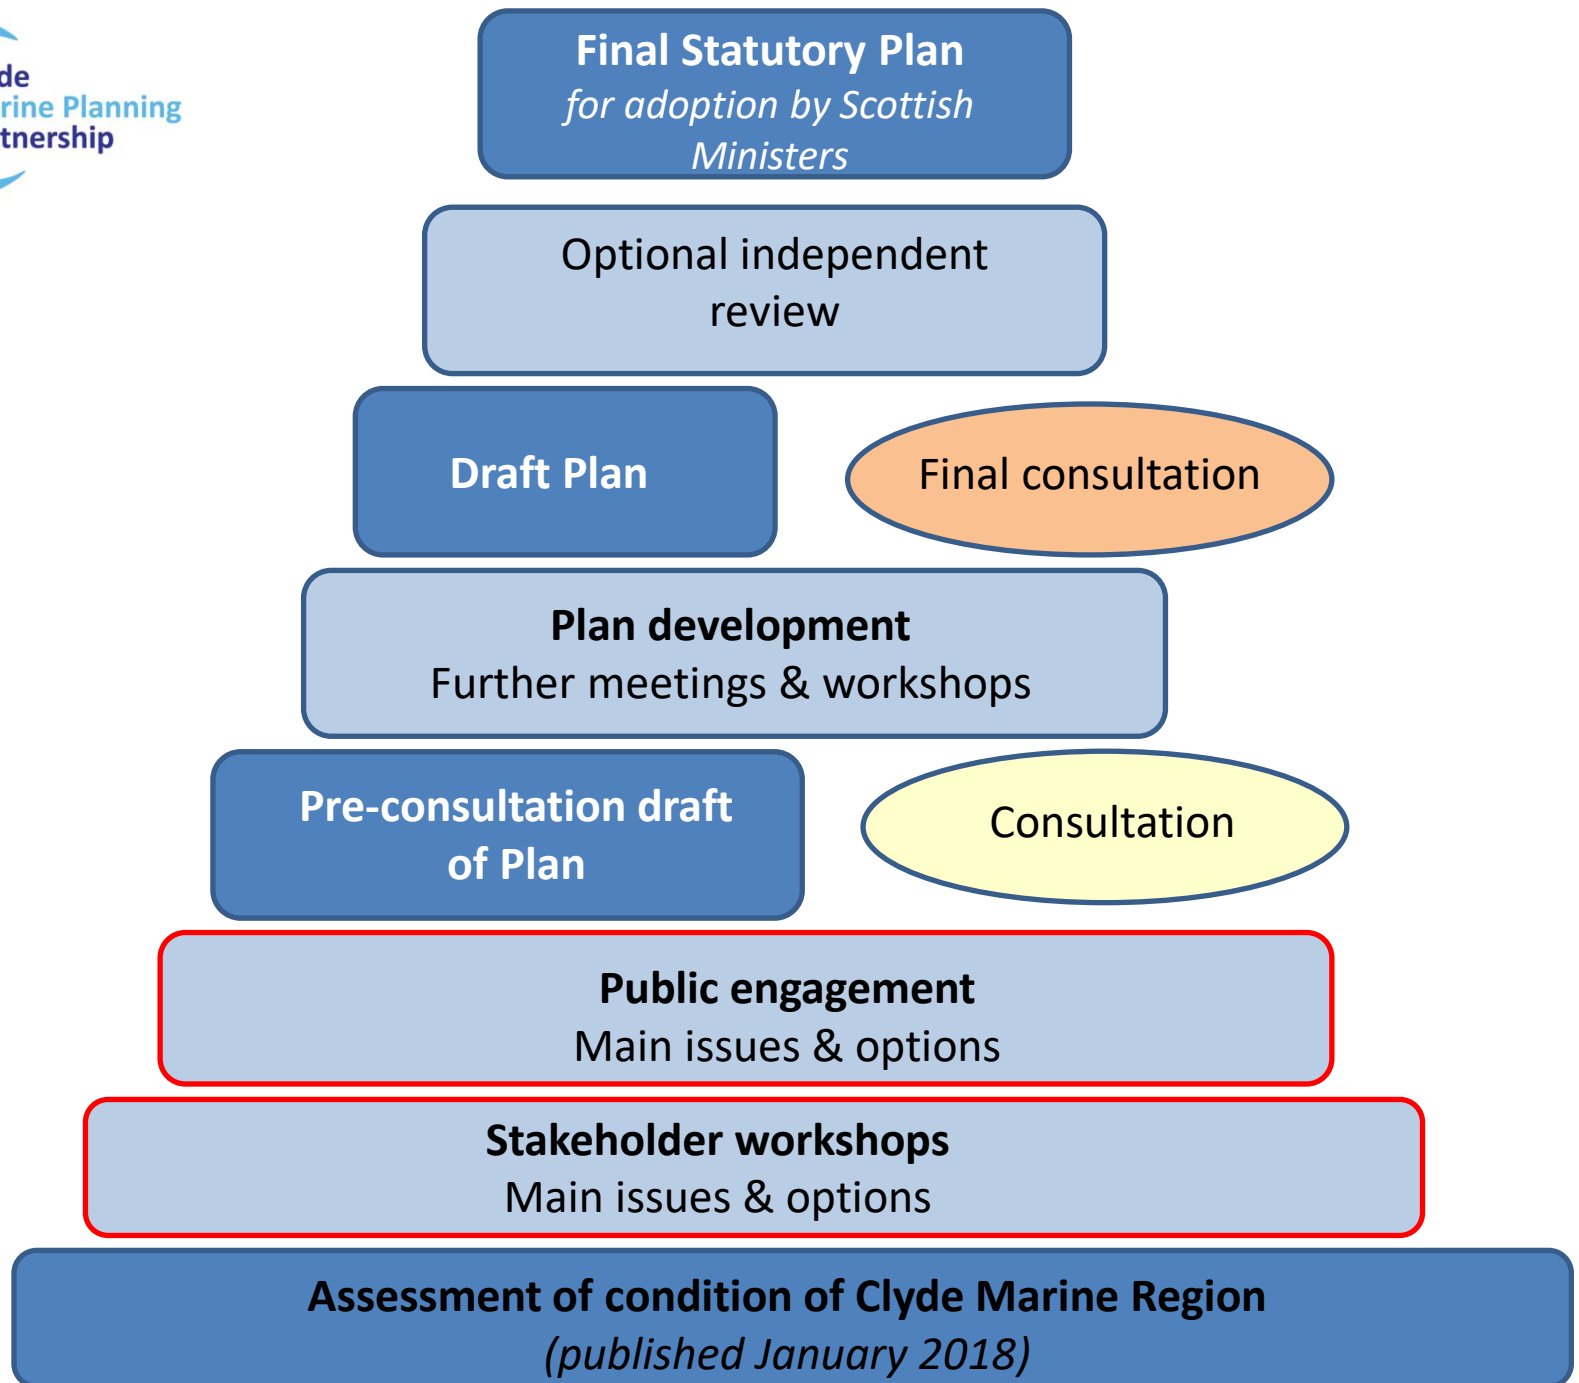 de
rine Planning
tnership
Final Statutory Plan
for adoption by Scottish
Ministers
Optional independent
review
Draft Plan
Final consultation
Plan development
Further meetings & workshops
Pre-consultation draft
of Plan
Consultation
Public engagement
Main issues & options
Stakeholder workshops
Main issues & options
Assessment of condition of Clyde Marine Region
(published January 2018)